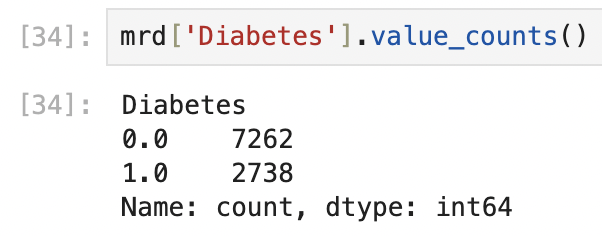 [34]: mrd['Diabetes'].value_counts()
[34]: Diabetes
0.0    7262
1.0    2738
Name: count, dtype: int64